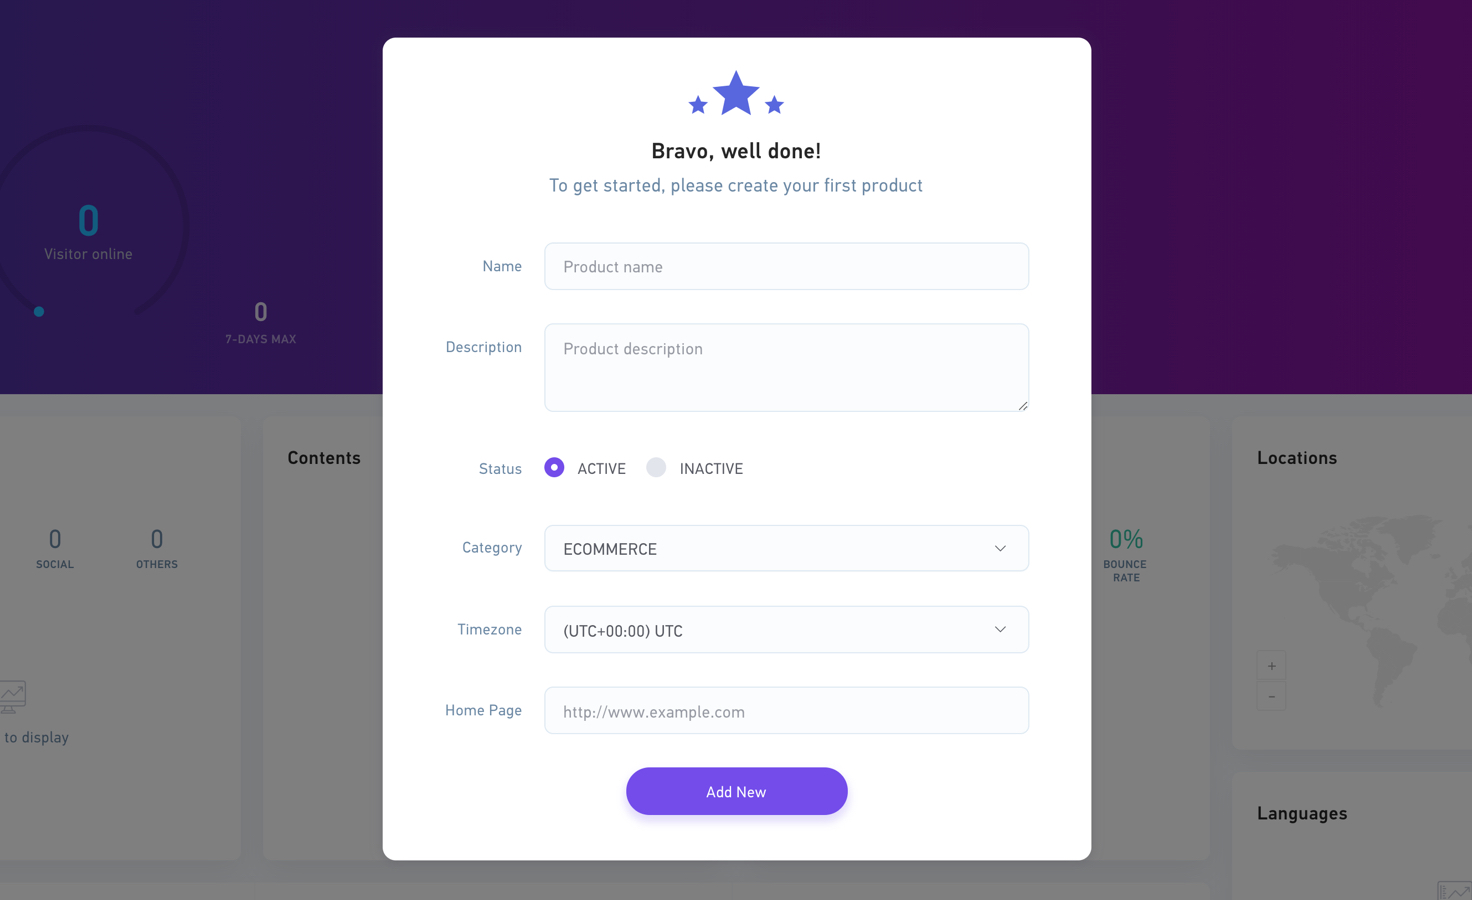 Bravo, well done!
To get started, please create your first product
Name
Product name
Description
Product description
Status
ACTIVE
INACTIVE
Category
ECOMMERCE
Timezone
(UTC+00:00) UTC
Home Page
http://www.example.com
Add New
0
Visitor online
0
7-DAYS MAX
0
SOCIAL
0
OTHERS
to display
Contents
0%
BOUNCE
RATE
Locations
+
−
Languages